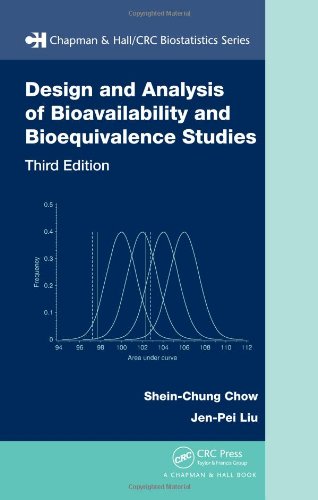 Chapman & Hall/CRC Biostatistics Series
Design and Analysis
of Bioavailability and
Bioequivalence Studies
Third Edition
0.5
0.4
0.3
0.2
0.1
0
Frequency
94 96 98 100 102 104 106 108 110 112
Area under curve
Shein-Chung Chow
Jen-Pei Liu
CRC Press
Taylor & Francis Group
A CHAPMAN & HALL BOOK